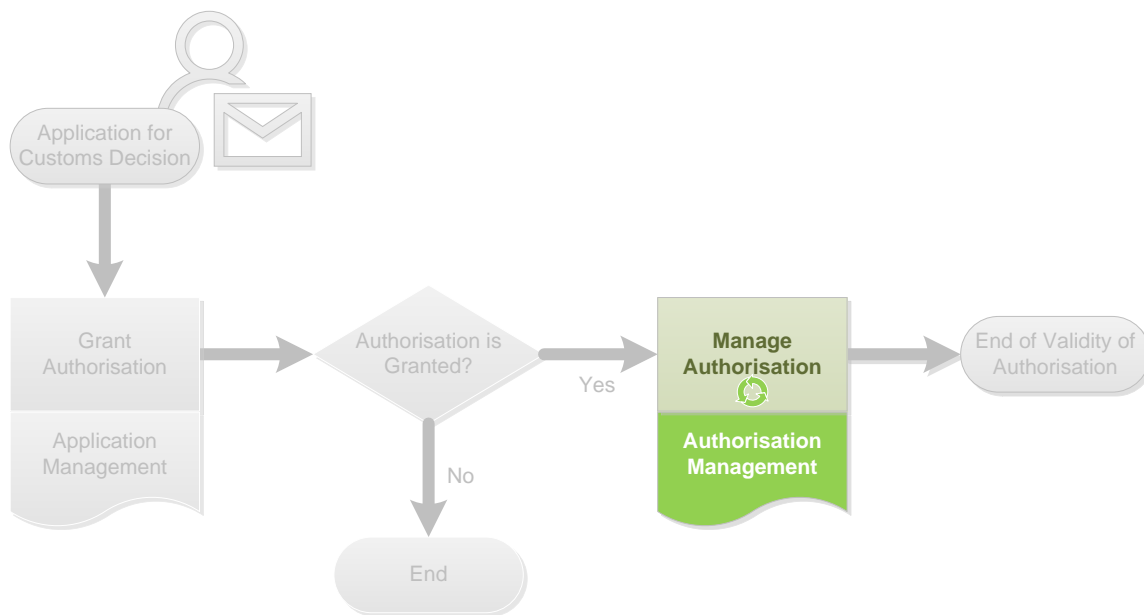 Application for
Customs Decision
Grant
Authorisation
Application
Management
Authorisation is
Granted?
Yes
No
End
Manage
Authorisation
Authorisation
Management
End of Validity of
Authorisation